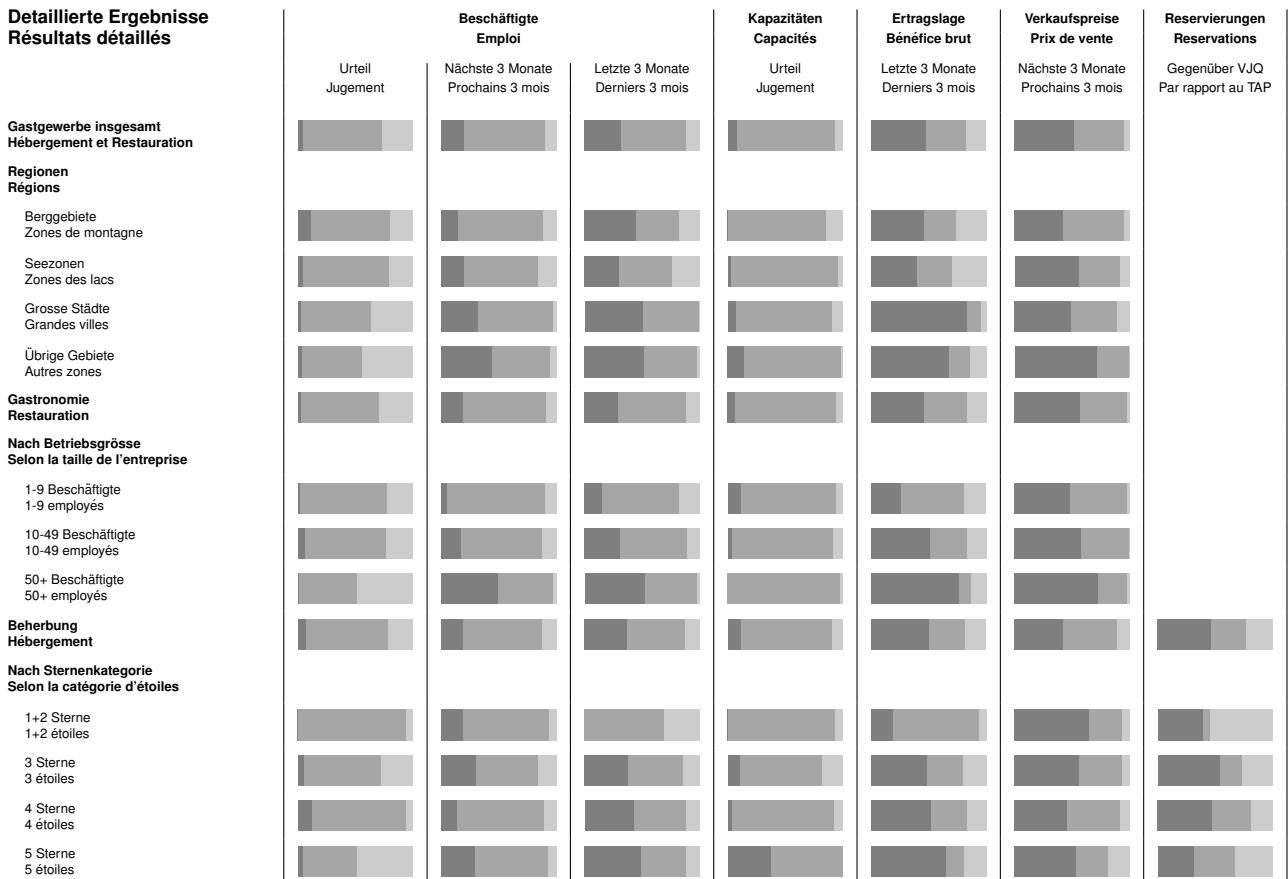 Detaillierte Ergebnisse
Résultats détaillés
Beschäftigte
Emploi
Kapazitäten
Capacités
Ertragslage
Bénéfice brut
Verkaufspreise
Prix de vente
Reservierungen
Reservations
Urteil
Jugement
Nächste 3 Monate
Prochains 3 mois
Letzte 3 Monate
Derniers 3 mois
Urteil
Jugement
Letzte 3 Monate
Derniers 3 mois
Nächste 3 Monate
Prochains 3 mois
Gegenüber VJQ
Par rapport au TAP
Gastgewerbe insgesamt
Hébergement et Restauration
Regionen
Régions
Berggebiete
Zones de montagne
Seezonen
Zones des lacs
Grosse Städte
Grandes villes
Übrige Gebiete
Autres zones
Gastronomie
Restauration
Nach Betriebsgrösse
Selon la taille de l'entreprise
1-9 Beschäftigte
1-9 employés
10-49 Beschäftigte
10-49 employés
50+ Beschäftigte
50+ employés
Beherbung
Hébergement
Nach Sternenkategorie
Selon la catégorie d'étoiles
1+2 Sterne
1+2 étoiles
3 Sterne
3 étoiles
4 Sterne
4 étoiles
5 Sterne
5 étoiles